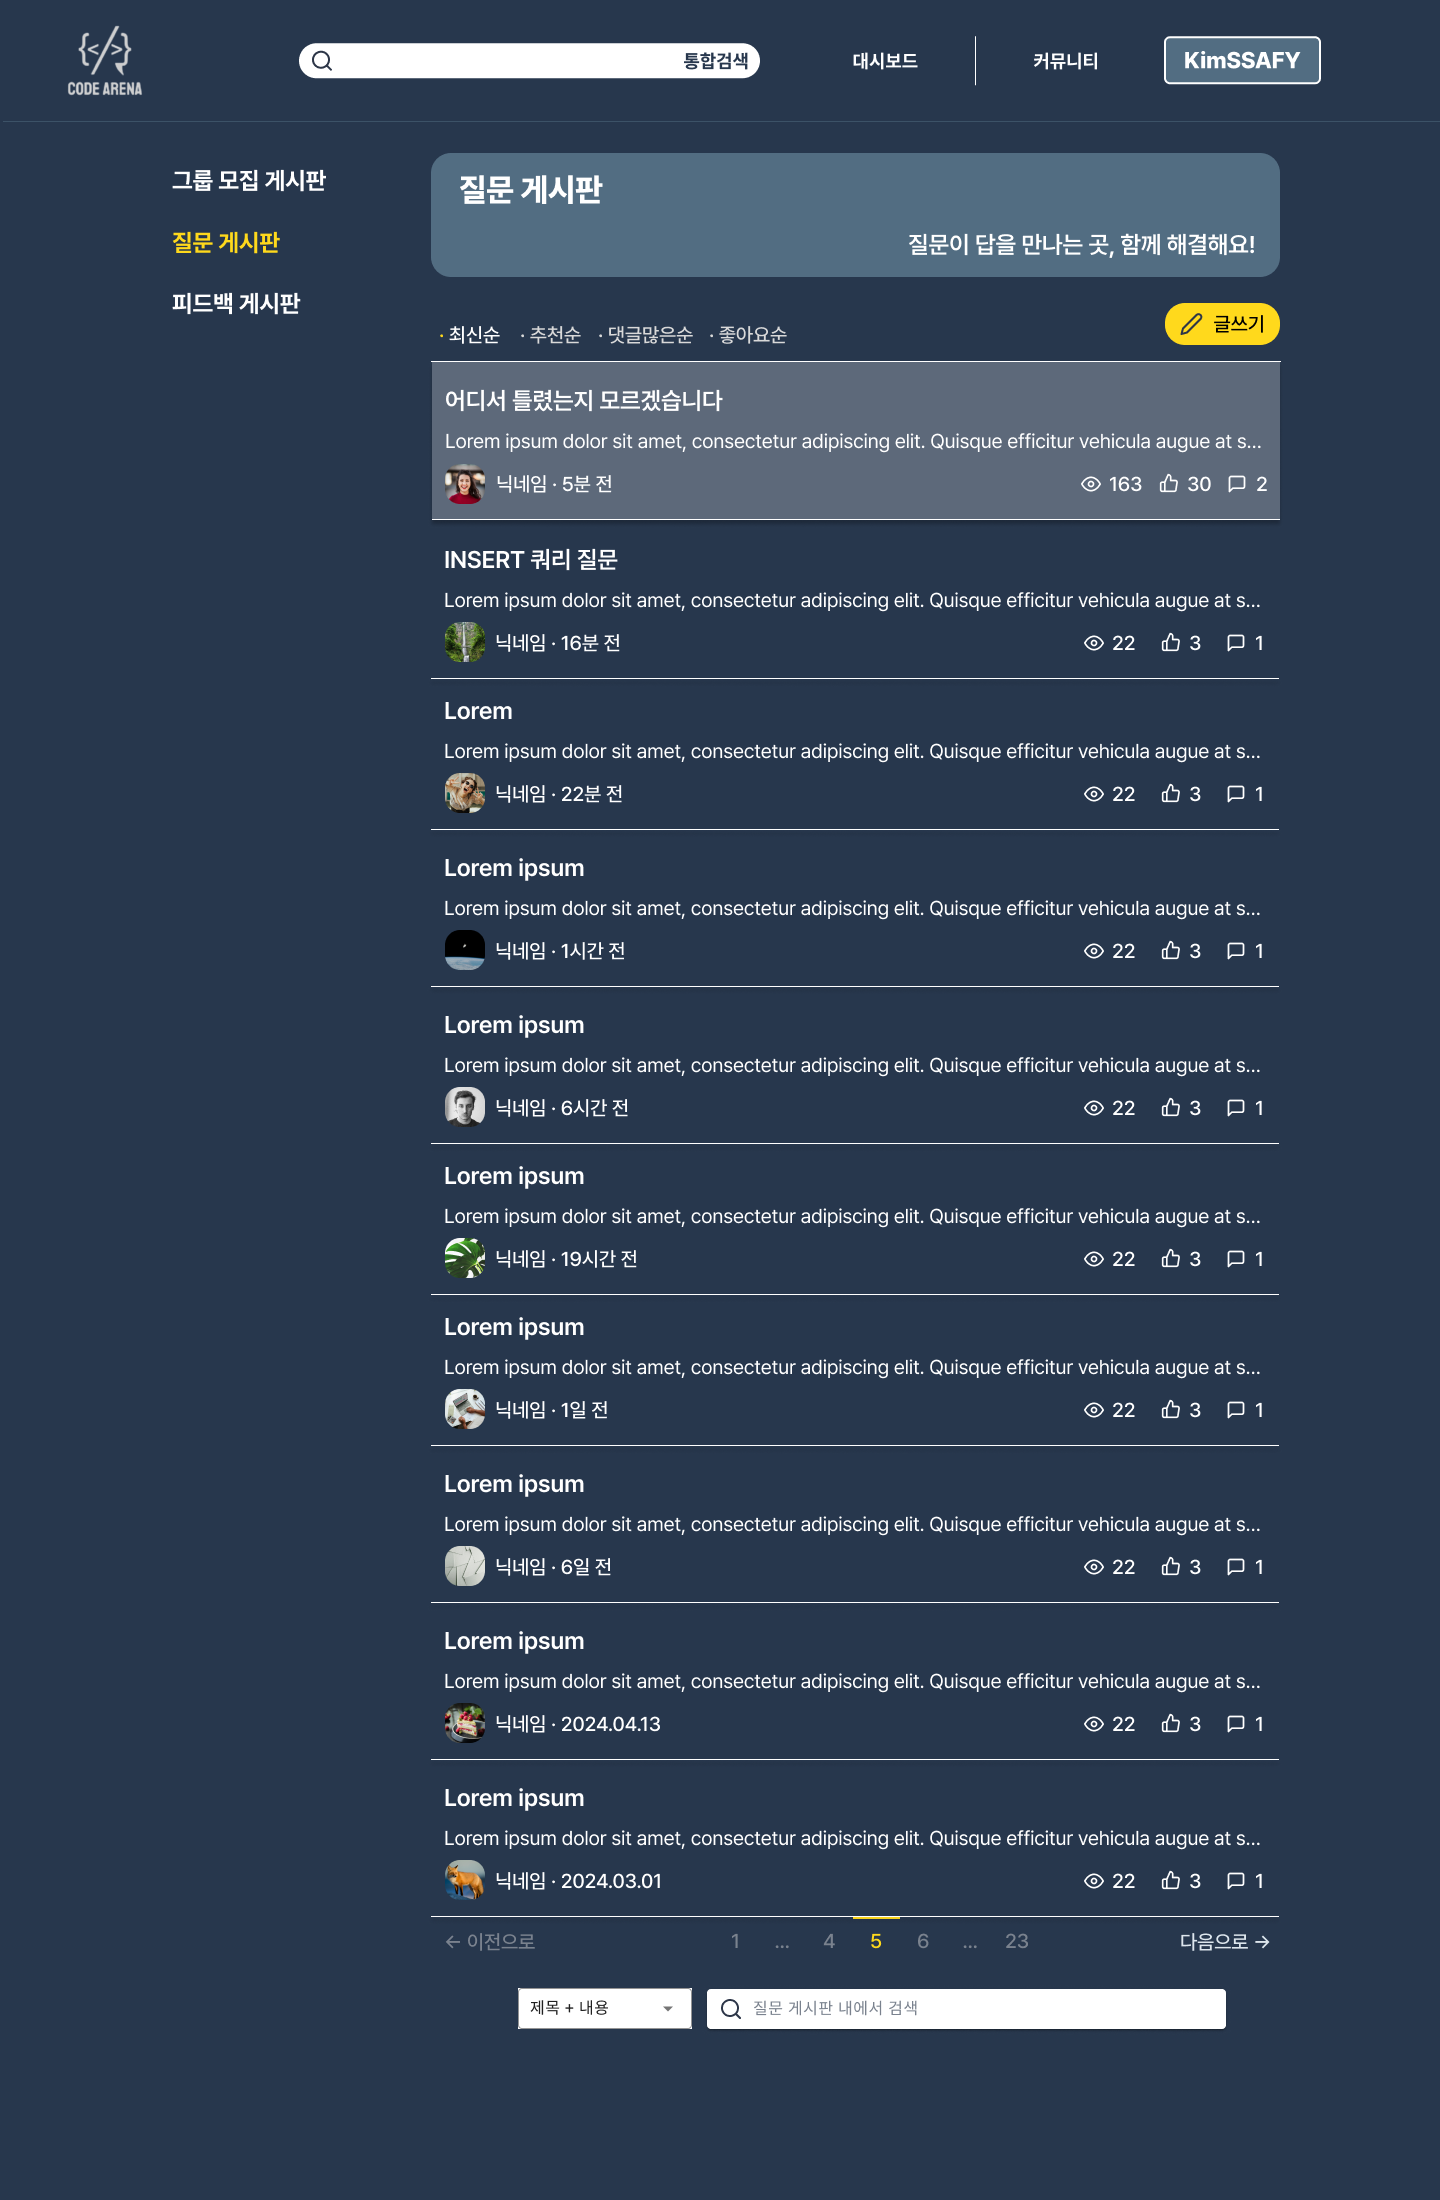 CODE ARENA
통합검색
대시보드
커뮤니티
KimSSAFY
그룹 모집 게시판
질문 게시판
피드백 게시판
질문 게시판
질문이 답을 만나는 곳, 함께 해결해요!
· 최신순 · 추천순 · 댓글많은순 · 좋아요순
글쓰기
어디서 틀렸는지 모르겠습니다
Lorem ipsum dolor sit amet, consectetur adipiscing elit. Quisque efficitur vehicula augue at s...
닉네임 · 5분 전 163 30 2
INSERT 쿼리 질문
Lorem ipsum dolor sit amet, consectetur adipiscing elit. Quisque efficitur vehicula augue at s...
닉네임 · 16분 전 22 3 1
Lorem
Lorem ipsum dolor sit amet, consectetur adipiscing elit. Quisque efficitur vehicula augue at s...
닉네임 · 22분 전 22 3 1
Lorem ipsum
Lorem ipsum dolor sit amet, consectetur adipiscing elit. Quisque efficitur vehicula augue at s...
닉네임 · 1시간 전 22 3 1
Lorem ipsum
Lorem ipsum dolor sit amet, consectetur adipiscing elit. Quisque efficitur vehicula augue at s...
닉네임 · 6시간 전 22 3 1
Lorem ipsum
Lorem ipsum dolor sit amet, consectetur adipiscing elit. Quisque efficitur vehicula augue at s...
닉네임 · 19시간 전 22 3 1
Lorem ipsum
Lorem ipsum dolor sit amet, consectetur adipiscing elit. Quisque efficitur vehicula augue at s...
닉네임 · 1일 전 22 3 1
Lorem ipsum
Lorem ipsum dolor sit amet, consectetur adipiscing elit. Quisque efficitur vehicula augue at s...
닉네임 · 6일 전 22 3 1
Lorem ipsum
Lorem ipsum dolor sit amet, consectetur adipiscing elit. Quisque efficitur vehicula augue at s...
닉네임 · 2024.04.13 22 3 1
Lorem ipsum
Lorem ipsum dolor sit amet, consectetur adipiscing elit. Quisque efficitur vehicula augue at s...
닉네임 · 2024.03.01 22 3 1
← 이전으로 1 ... 4 5 6 ... 23 다음으로 →
제목 + 내용
질문 게시판 내에서 검색